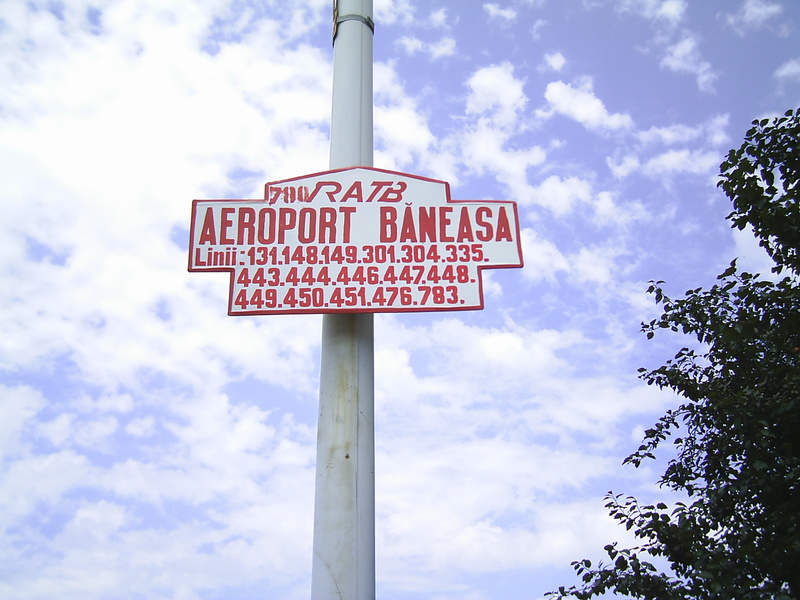 780 RATB
AEROPORT BĂNEASA
Linii:131.148.149.301.304.335.
443.444.446.447.448.
449.450.451.476.783.